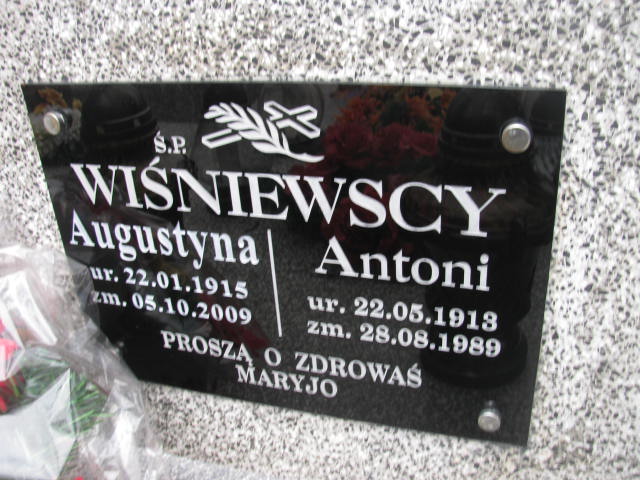 Ś.P.
WIŚNIEWSCY
Augustyna
ur. 22.01.1915
zm. 05.10.2009
Antoni
ur. 22.05.1913
zm. 28.08.1989
PROSZĄ O ZDROWAŚ
MARYJO